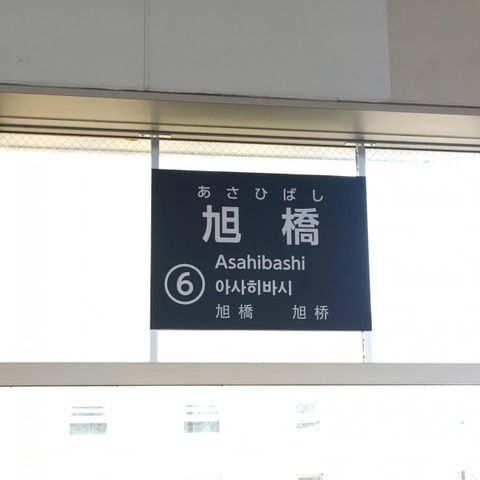 あさひばし
旭橋
Asahibashi
⑥
아사히바시
旭橋 旭桥